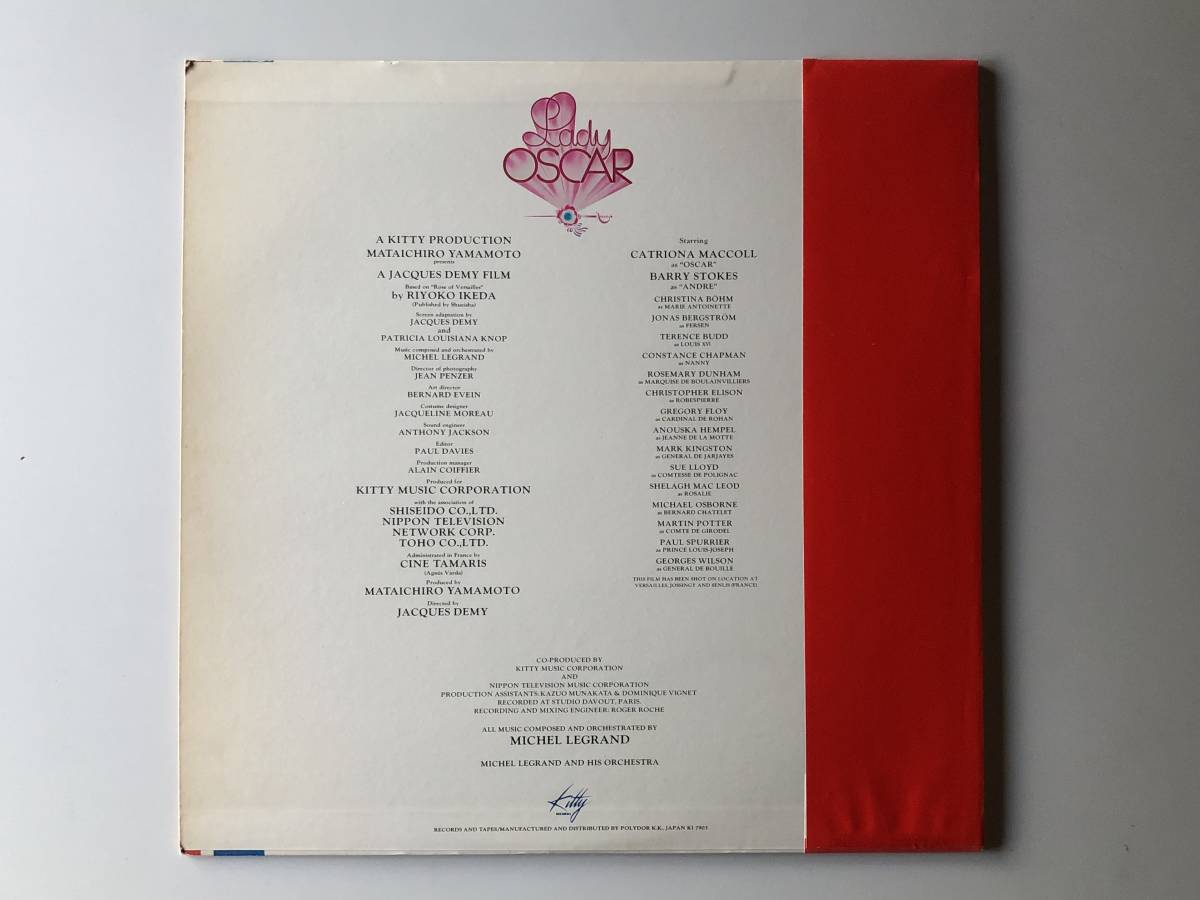 Lady
OSCAR
A KITTY PRODUCTION
MATAICHIRO YAMAMOTO
presents
A JACQUES DEMY FILM
Based on "Rose of Versailles"
by RIYOKO IKEDA
(Published by Shueisha)
Screen adaptation by
JACQUES DEMY
and
PATRICIA LOUISIANA KNOP
Music composed and orchestrated by
MICHEL LEGRAND
Director of photography
JEAN PENZER
Art director
BERNARD EVEIN
Costume designer
JACQUELINE MOREAU
Sound engineer
ANTHONY JACKSON
Editor
PAUL DAVIES
Production manager
ALAIN COIFFIER
Produced for
KITTY MUSIC CORPORATION
with the association of
SHISEIDO CO.,LTD.
NIPPON TELEVISION
NETWORK CORP.
TOHO CO.,LTD.
Administrated in France by
CINE TAMARIS
(Agnès Varda)
Produced by
MATAICHIRO YAMAMOTO
Directed by
JACQUES DEMY
Starring
CATRIONA MACCOLL
as "OSCAR"
BARRY STOKES
as "ANDRE"
CHRISTINA BÖHM
as MARIE ANTOINETTE
JONAS BERGSTRÖM
as FERSEN
TERENCE BUDD
as LOUIS XVI
CONSTANCE CHAPMAN
as NANNY
ROSEMARY DUNHAM
as MARQUISE DE BOULAINVILLIERS
CHRISTOPHER ELISON
as ROBESPIERRE
GREGORY FLOY
as CARDINAL DE ROHAN
ANOUSKA HEMPEL
as JEANNE DE LA MOTTE
MARK KINGSTON
as GENERAL DE JARJAYES
SUE LLOYD
as COMTESSE DE POLIGNAC
SHELAGH MAC LEOD
as ROSALIE
MICHAEL OSBORNE
as BERNARD CHATELET
MARTIN POTTER
as COMTE DE GIRODEL
PAUL SPURRIER
as PRINCE LOUIS-JOSEPH
GEORGES WILSON
as GENERAL DE BOUILLE
THIS FILM HAS BEEN SHOT ON LOCATION AT
VERSAILLES, JOSSINGY AND SENLIS (FRANCE)
CO-PRODUCED BY
KITTY MUSIC CORPORATION
AND
NIPPON TELEVISION MUSIC CORPORATION
PRODUCTION ASSISTANTS: KAZUO MUNAKATA & DOMINIQUE VIGNET
RECORDED AT STUDIO DAVOUT, PARIS.
RECORDING AND MIXING ENGINEER: ROGER ROCHE
ALL MUSIC COMPOSED AND ORCHESTRATED BY
MICHEL LEGRAND
MICHEL LEGRAND AND HIS ORCHESTRA
Kitty
RECORDS
RECORDS AND TAPES/MANUFACTURED AND DISTRIBUTED BY POLYDOR K.K., JAPAN KI 7803